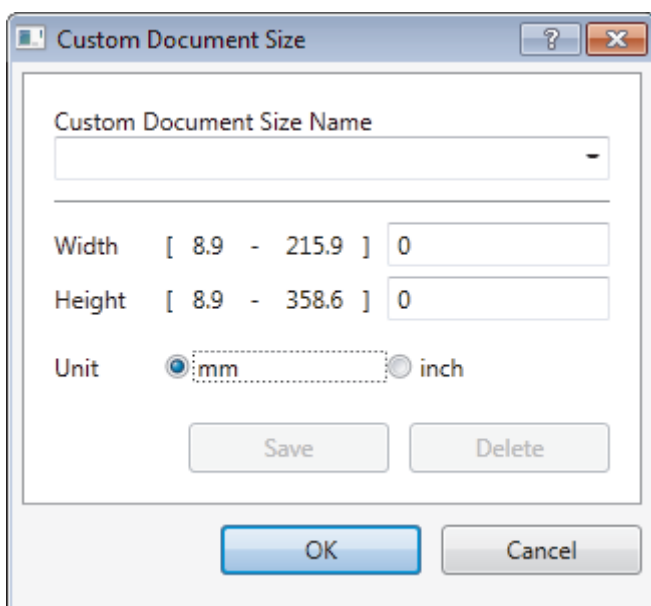 Custom Document Size
Custom Document Size Name
Width [ 8.9 - 215.9 ] 0
Height [ 8.9 - 358.6 ] 0
Unit mm inch
Save Delete
OK Cancel